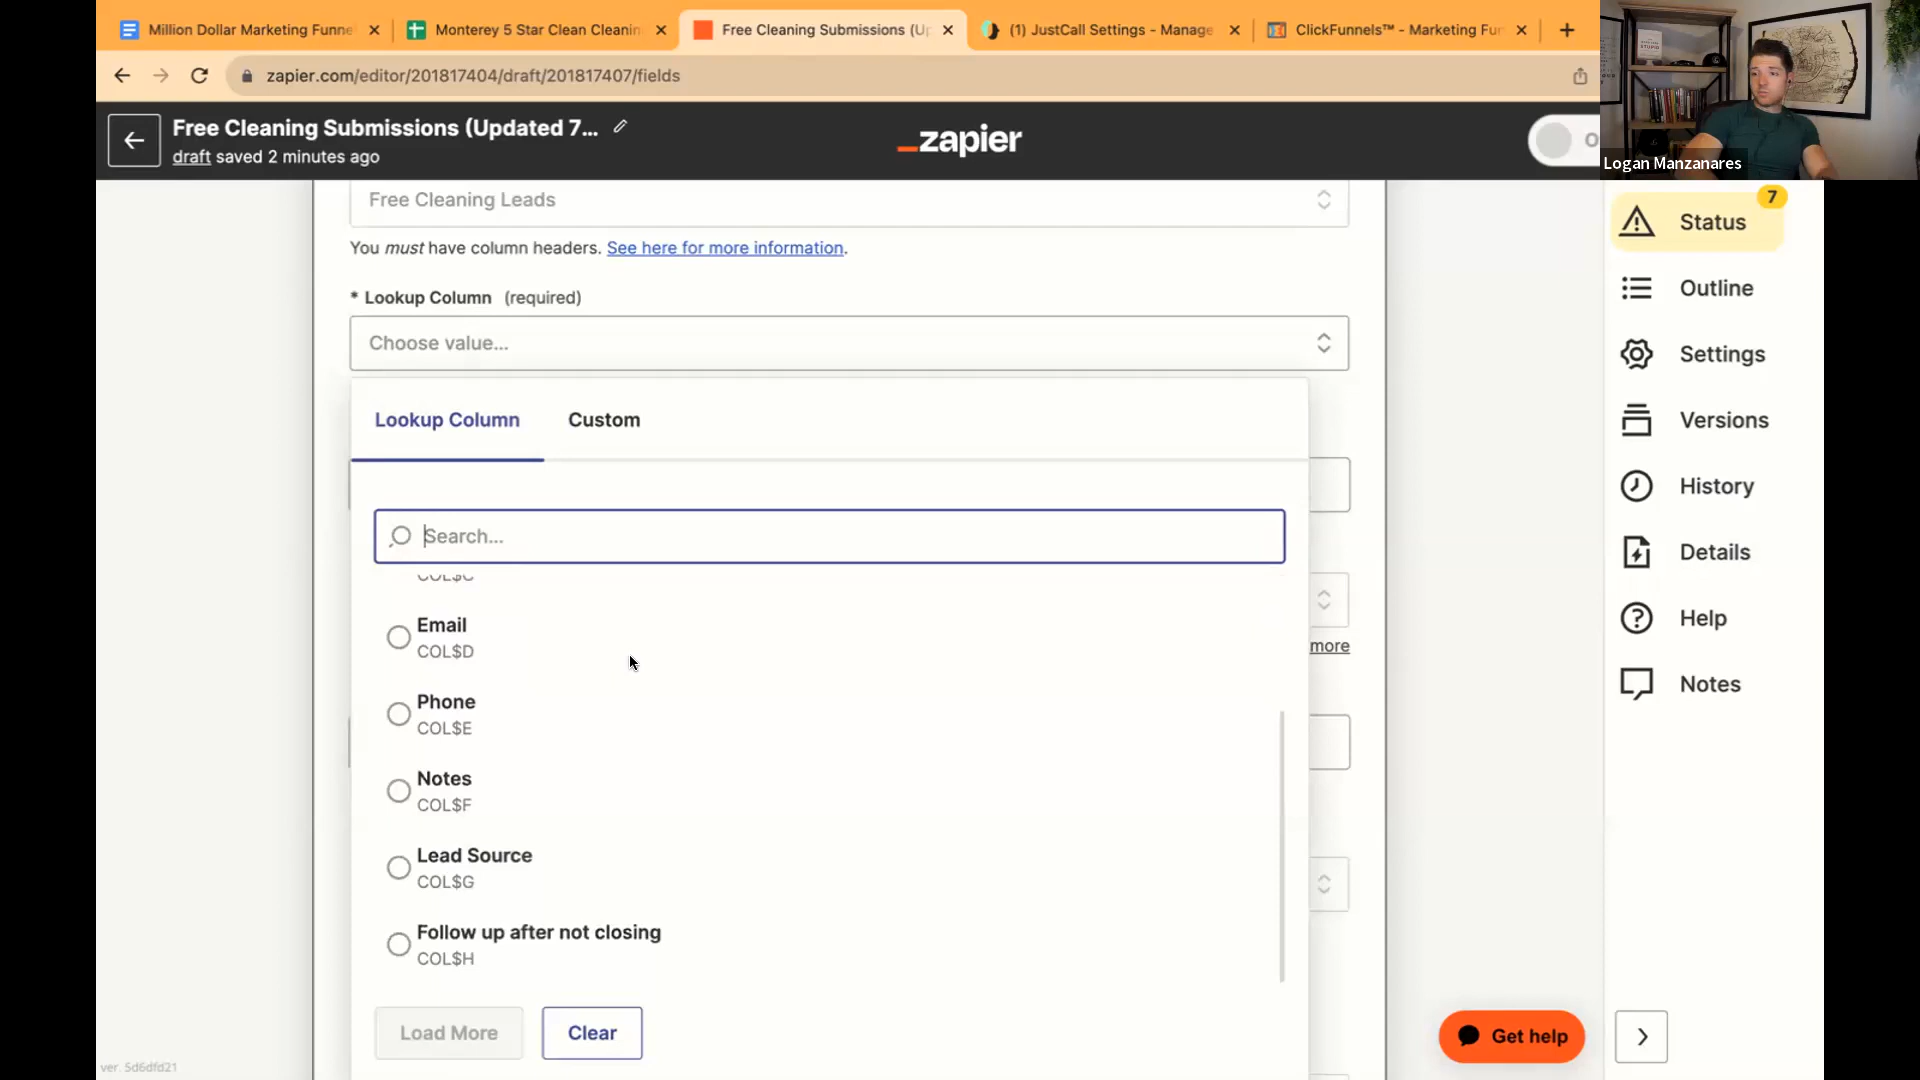 Million Dollar Marketing Funne
Monterey 5 Star Clean Cleanin
Free Cleaning Submissions (Up
(1) JustCall Settings - Manage
ClickFunnels™ - Marketing Fun
zapier.com/editor/201817404/draft/201817407/fields
Free Cleaning Submissions (Updated 7...
draft saved 2 minutes ago
zapier
Logan Manzanares
Free Cleaning Leads
You must have column headers. See here for more information.
* Lookup Column (required)
Choose value...
Lookup Column
Custom
Search...
COL$C
Email
COL$D
Phone
COL$E
Notes
COL$F
Lead Source
COL$G
Follow up after not closing
COL$H
Load More
Clear
more
7
Status
Outline
Settings
Versions
History
Details
Help
Notes
Get help
ver. 5d6dfd21